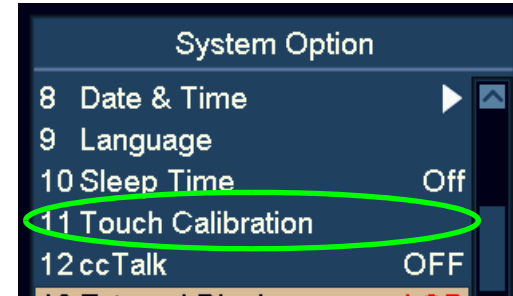 System Option
8 Date & Time
9 Language
10 Sleep Time Off
11 Touch Calibration
12 ccTalk OFF